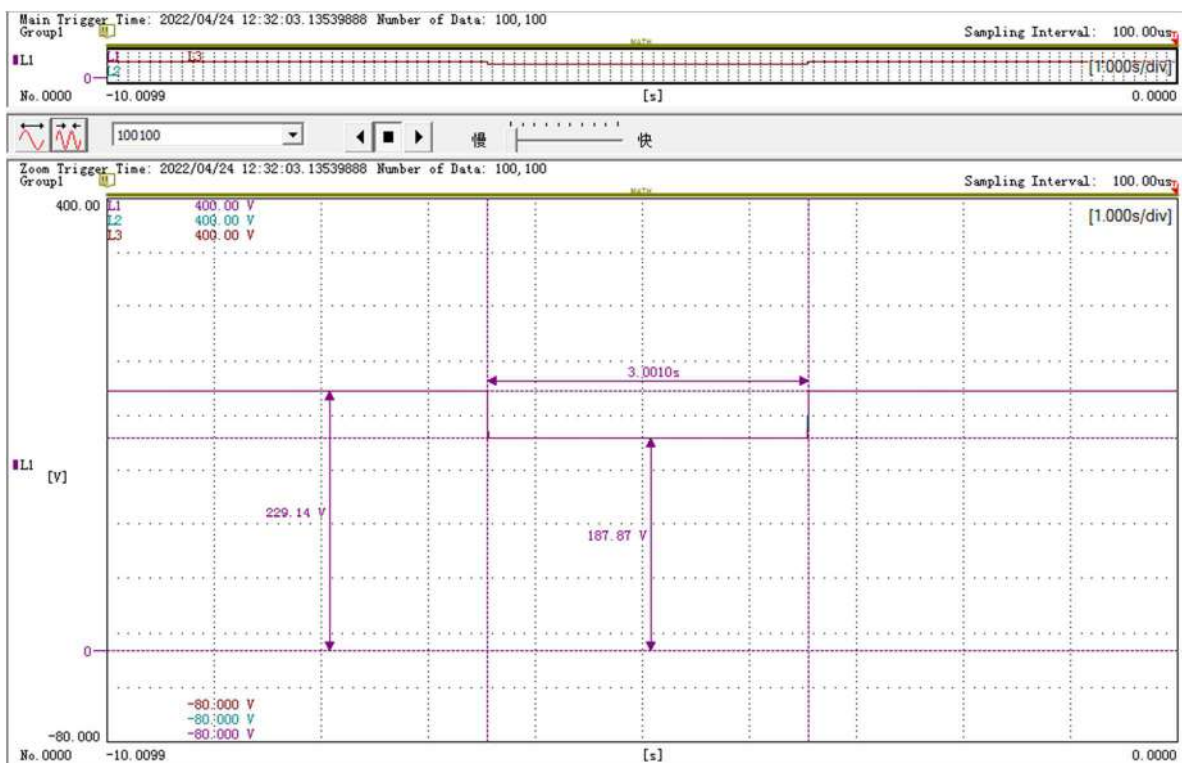 Main Trigger Time: 2022/04/24 12:32:03.13539888 Number of Data: 100,100
Group1 Sampling Interval: 100.00us
MATH
L1 L1 L3 [1.000s/div]
0 L2
No.0000 -10.0099 [s] 0.0000
100100 慢 快
Zoom Trigger Time: 2022/04/24 12:32:03.13539888 Number of Data: 100,100
Group1 Sampling Interval: 100.00us
MATH
400.00 L1 400.00 V [1.000s/div]
L2 400.00 V
L3 400.00 V
3.0010s
L1
[V]
229.14 V
187.87 V
0
-80.000 V
-80.000 V
-80.000 -80.000 V
No.0000 -10.0099 [s] 0.0000